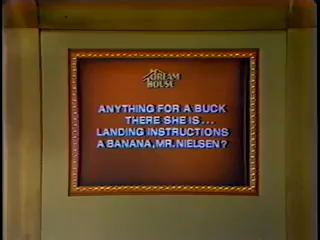 DREAM
HOUSE
ANYTHING FOR A BUCK
THERE SHE IS...
LANDING INSTRUCTIONS
A BANANA, MR. NIELSEN?